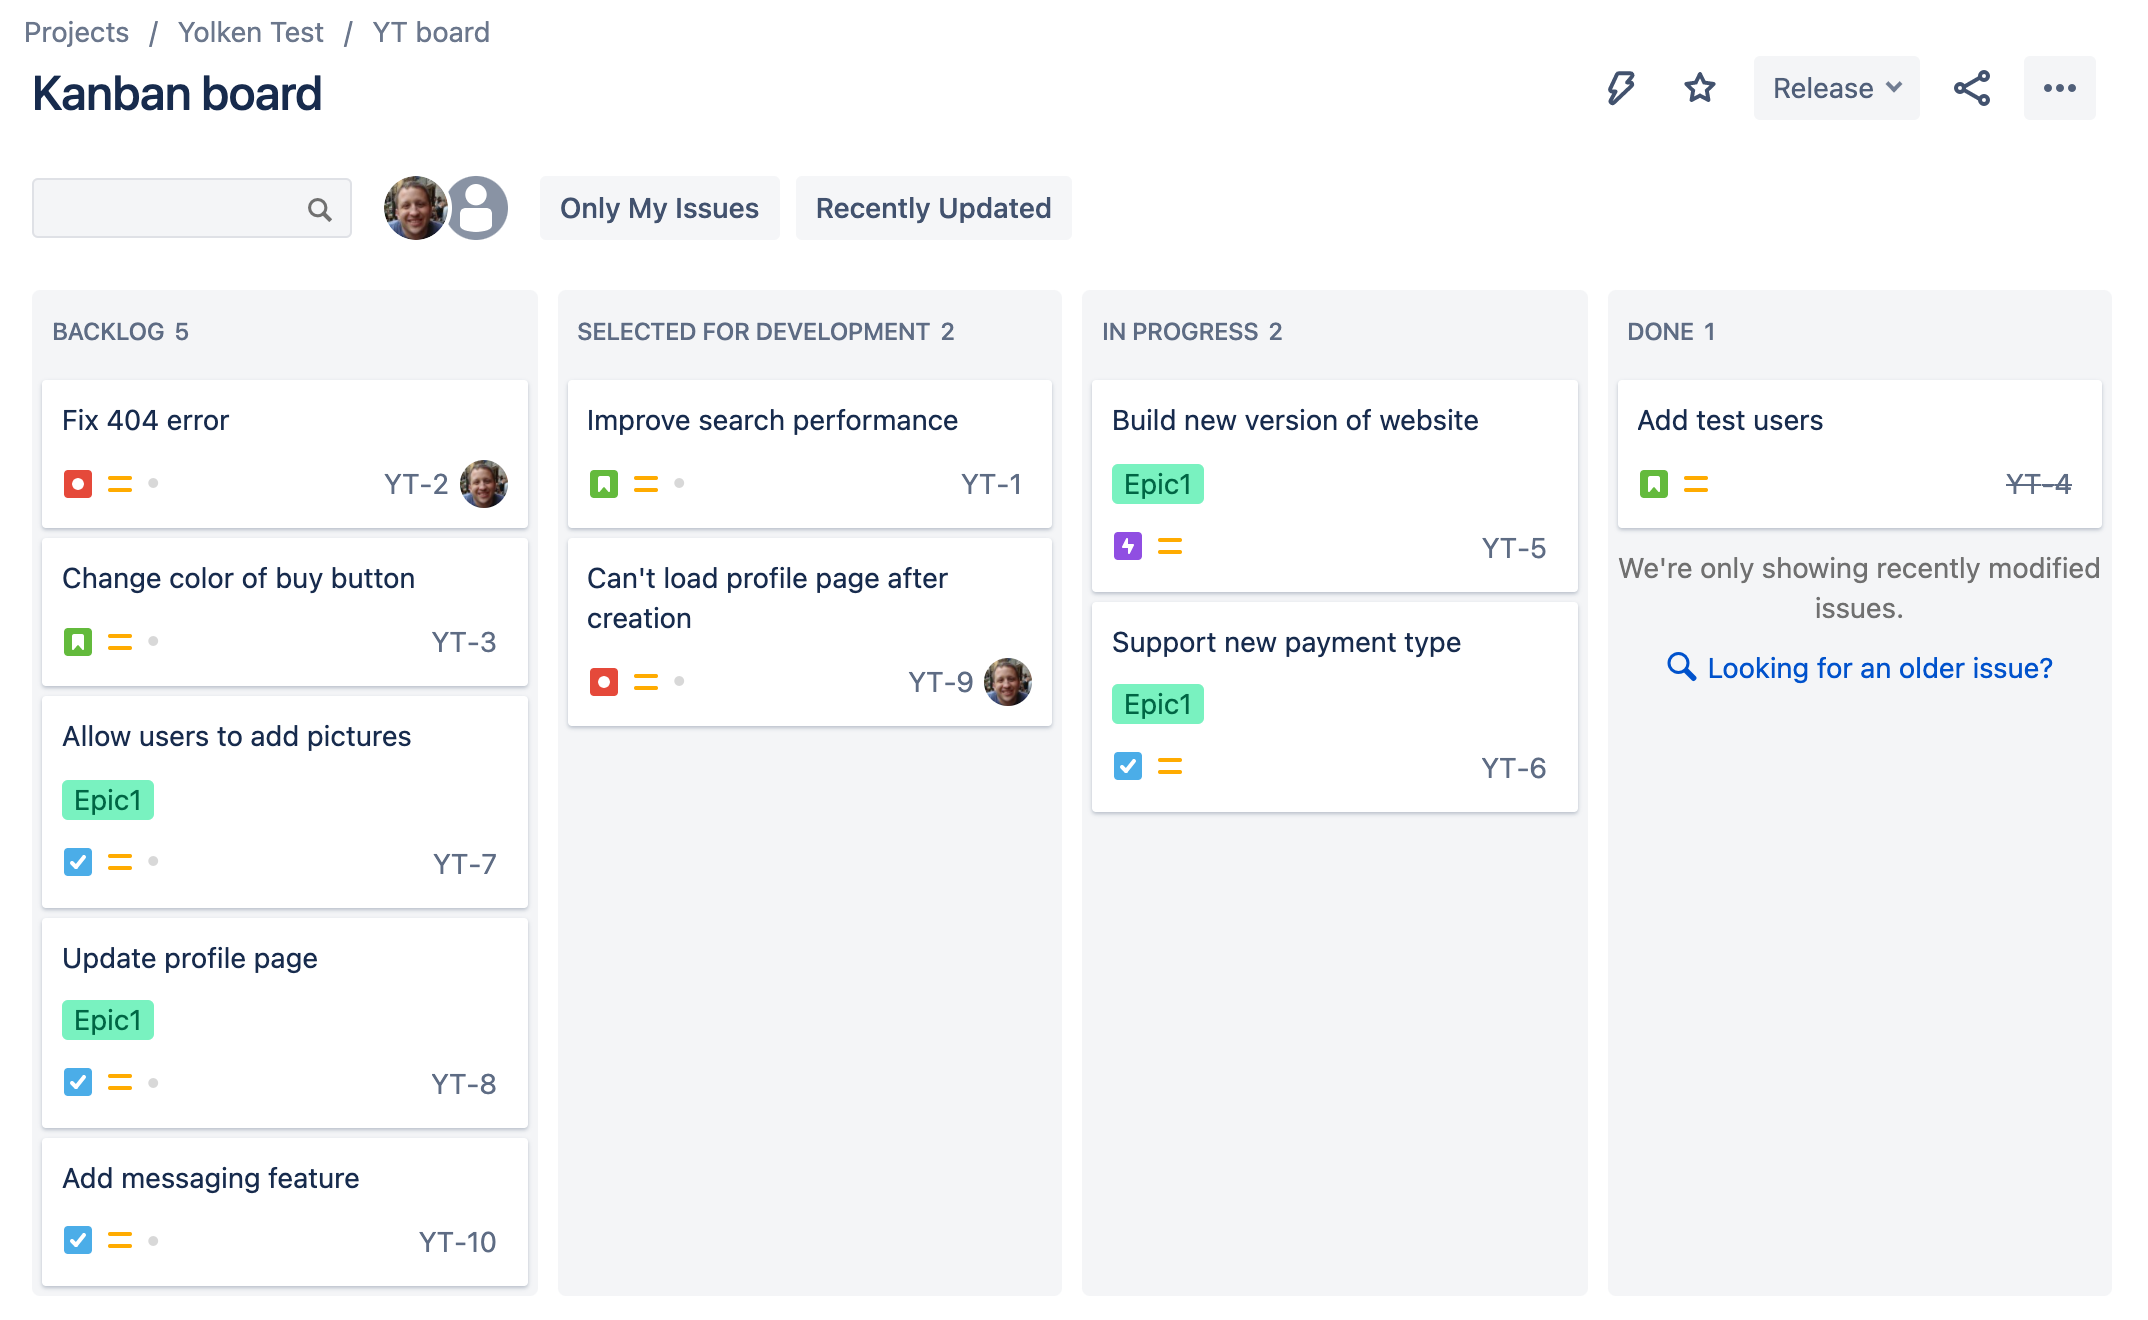 Projects / Yolken Test / YT board
Kanban board
Release
Only My Issues
Recently Updated
BACKLOG 5
Fix 404 error
YT-2
Change color of buy button
YT-3
Allow users to add pictures
Epic1
YT-7
Update profile page
Epic1
YT-8
Add messaging feature
YT-10
SELECTED FOR DEVELOPMENT 2
Improve search performance
YT-1
Can't load profile page after
creation
YT-9
IN PROGRESS 2
Build new version of website
Epic1
YT-5
Support new payment type
Epic1
YT-6
DONE 1
Add test users
YT-4
We're only showing recently modified
issues.
Looking for an older issue?